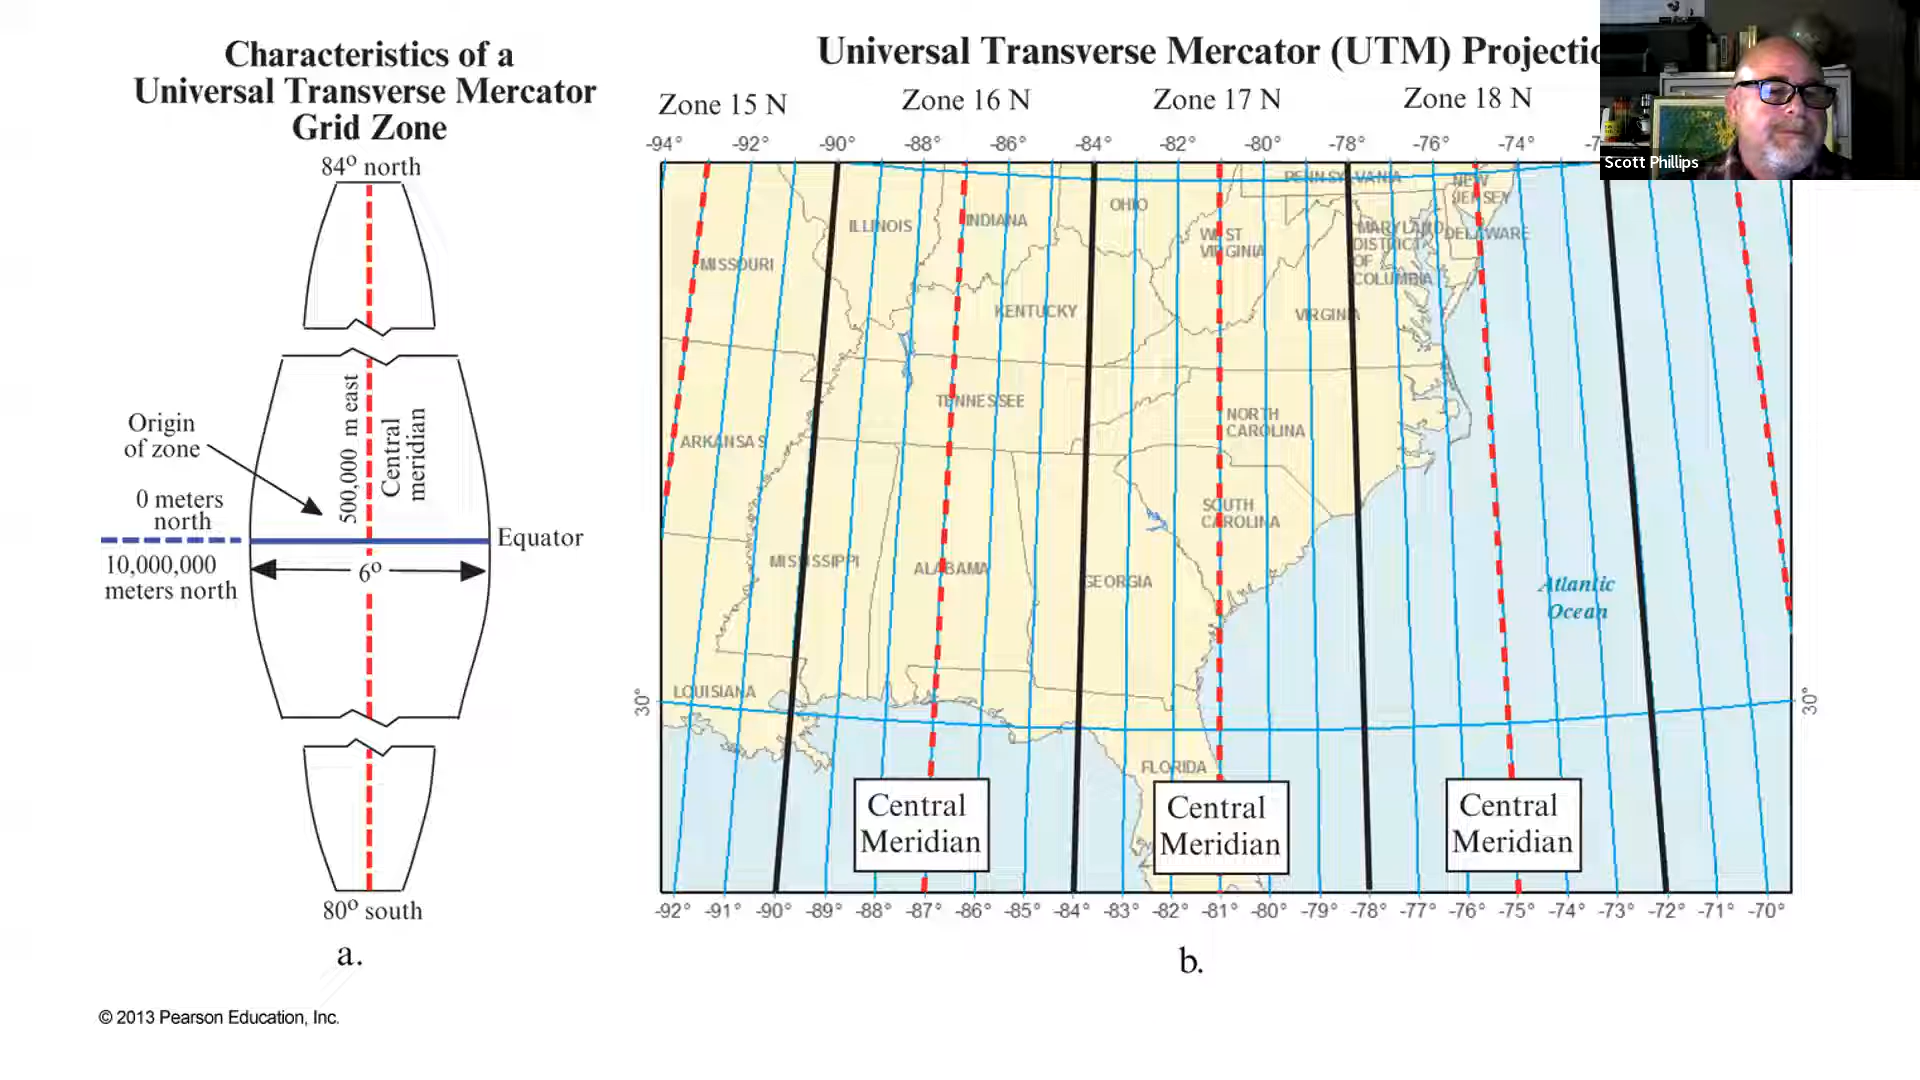 Characteristics of a
Universal Transverse Mercator
Grid Zone
84° north
Origin
of zone
500,000 m east
Central
meridian
0 meters
north
Equator
10,000,000
meters north
6°
80° south
a.
© 2013 Pearson Education, Inc.
Universal Transverse Mercator (UTM) Projectio
Zone 15 N Zone 16 N Zone 17 N Zone 18 N
-94° -92° -90° -88° -86° 84° 82° -80° -78° -76° -74° -7
Scott Phillips
PENNSYLVANIA
NEW
JERSEY
OHIO
ILLINOIS
INDIANA
WEST
VIRGINIA
MARYLAND
DELAWARE
DISTRICT
OF
COLUMBIA
MISSOURI
KENTUCKY
VIRGINIA
TENNESSEE
NORTH
CAROLINA
ARKANSAS
SOUTH
CAROLINA
MISSISSIPPI
ALABAMA
GEORGIA
Atlantic
Ocean
LOUISIANA
30° 30°
FLORIDA
Central
Meridian
Central
Meridian
Central
Meridian
-92° -91° -90° -89° -88° -87° -86° -85° -84 -83 -82 -81 -80 -79° -78° -77° -76° -75° -74° -73° -72° -71° -70°
b.